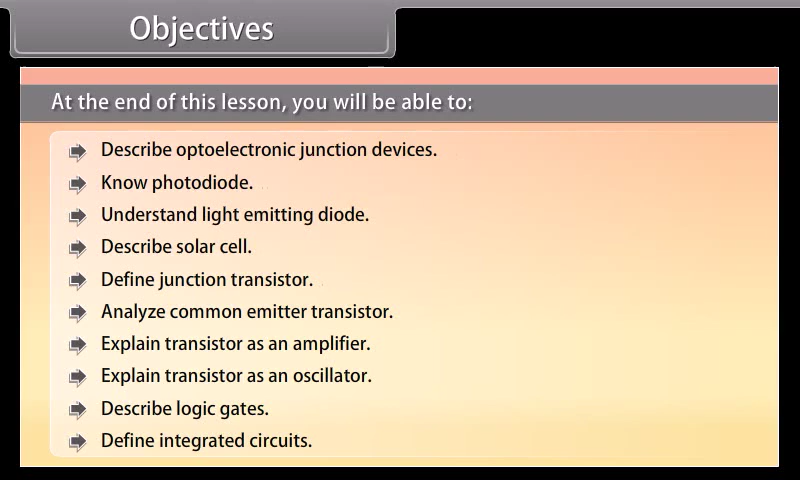 Objectives
At the end of this lesson, you will be able to:
Describe optoelectronic junction devices.
Know photodiode.
Understand light emitting diode.
Describe solar cell.
Define junction transistor.
Analyze common emitter transistor.
Explain transistor as an amplifier.
Explain transistor as an oscillator.
Describe logic gates.
Define integrated circuits.